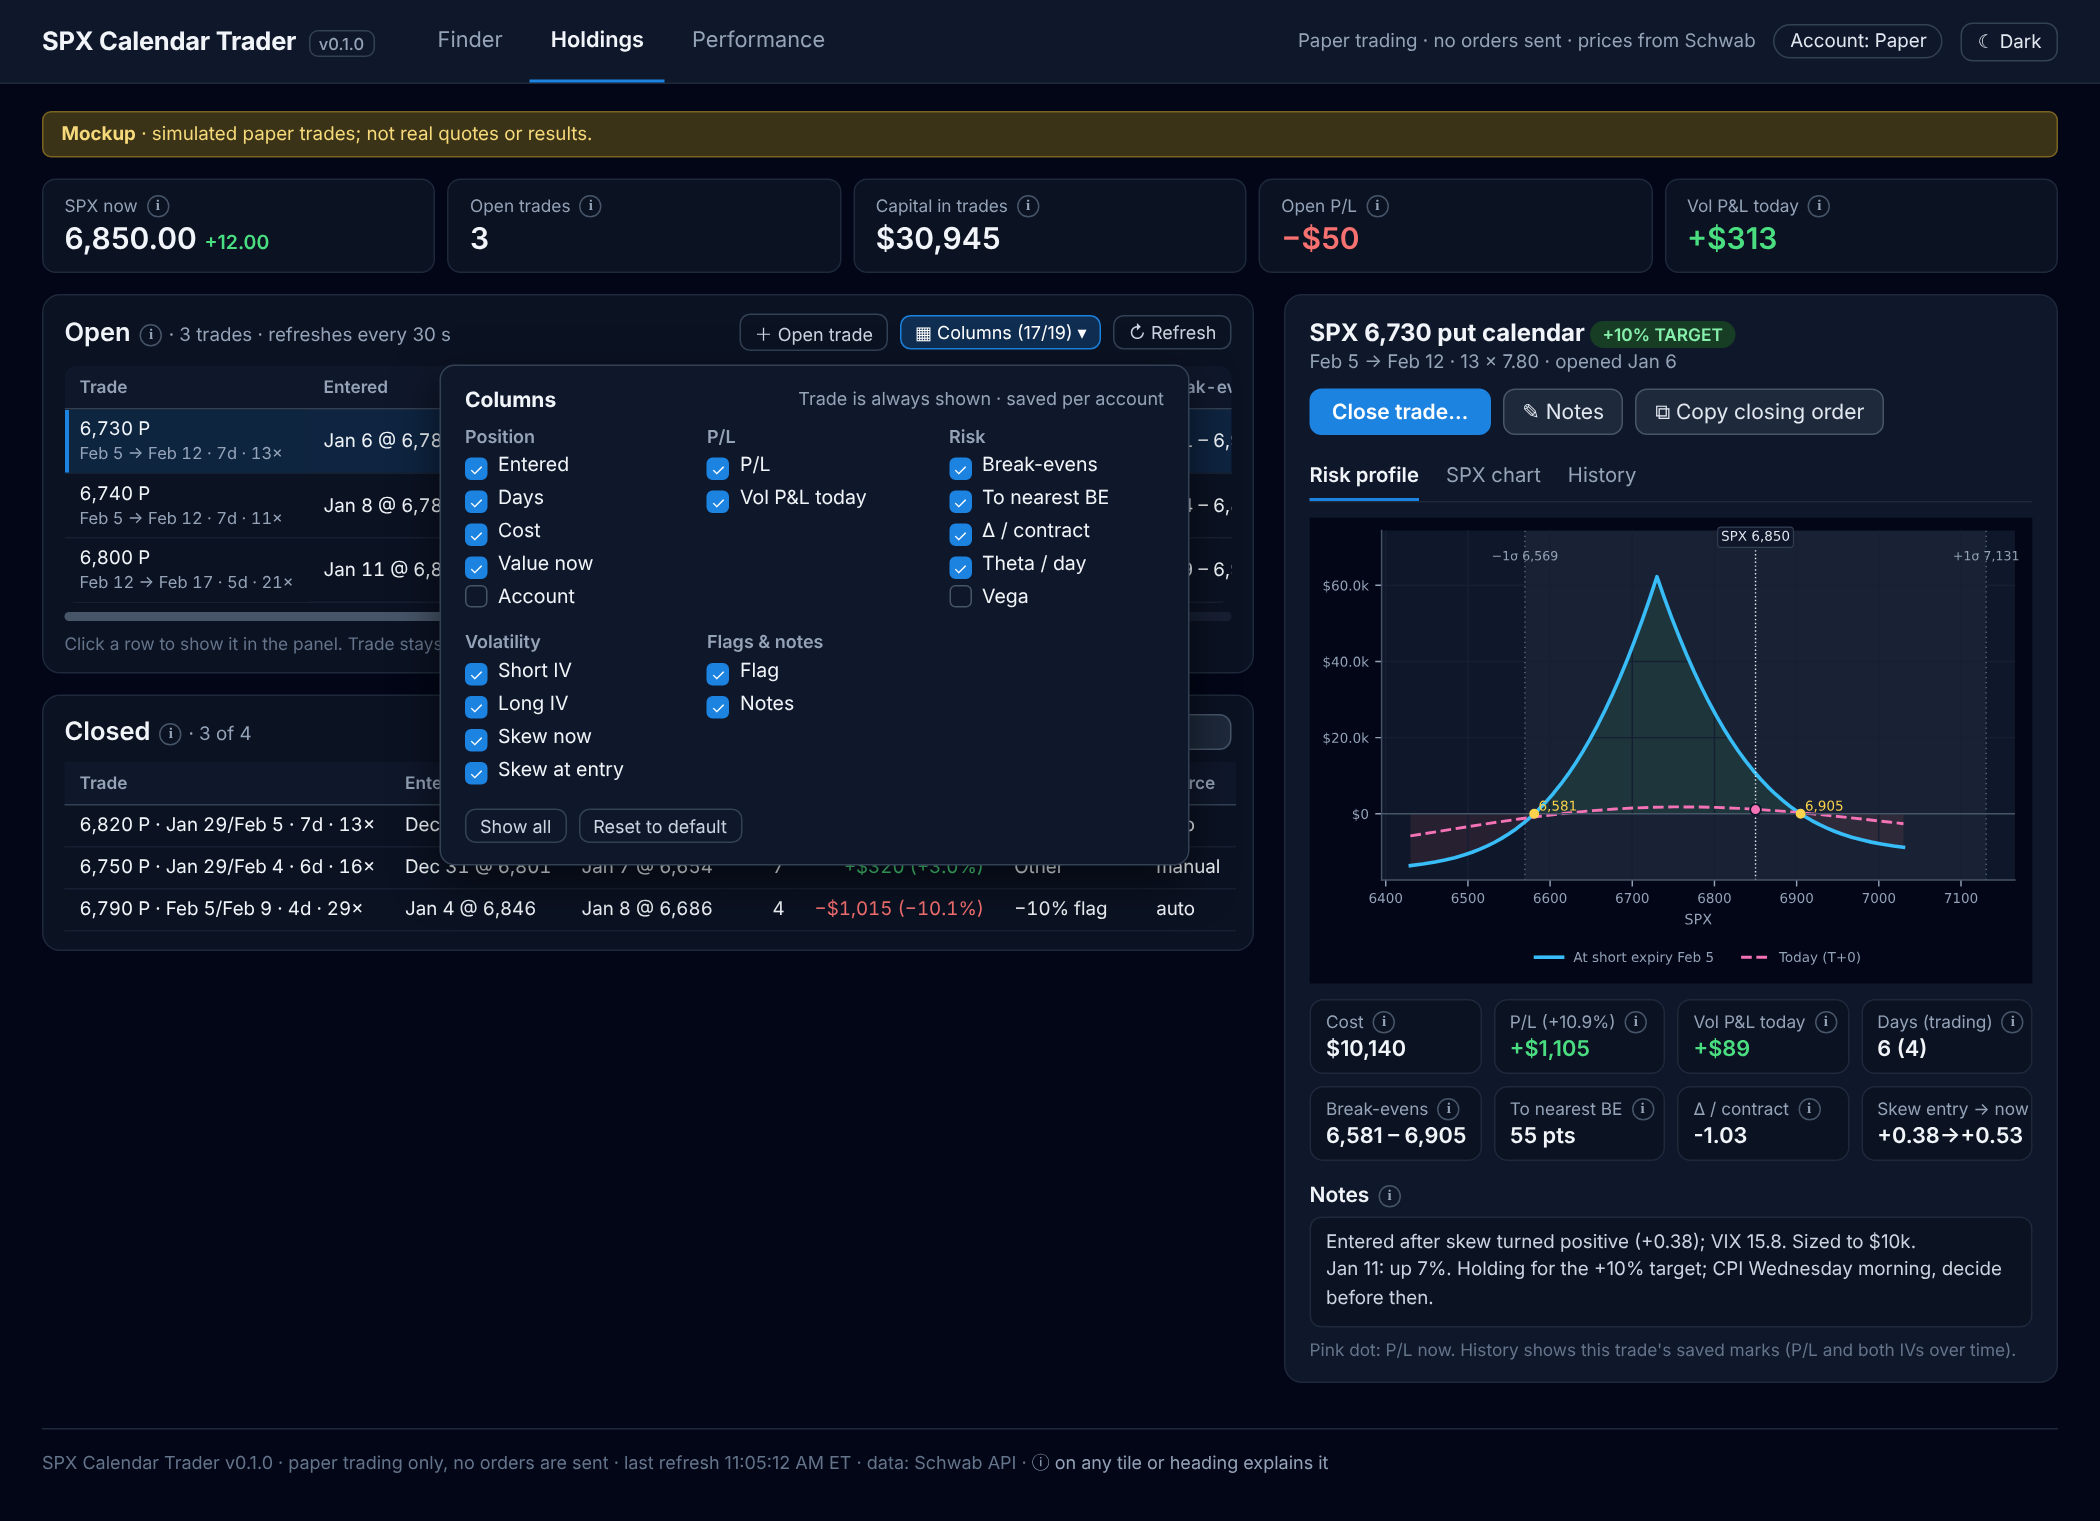 SPX Calendar Trader v0.1.0 Finder Holdings Performance Paper trading · no orders sent · prices from Schwab Account: Paper ☾ Dark
Mockup · simulated paper trades; not real quotes or results.
SPX now ⓘ
6,850.00 +12.00
Open trades ⓘ
3
Capital in trades ⓘ
$30,945
Open P/L ⓘ
−$50
Vol P&L today ⓘ
+$313
Open ⓘ · 3 trades · refreshes every 30 s + Open trade ▦ Columns (17/19) ▾ ↻ Refresh
Trade Entered
6,730 P
Feb 5 → Feb 12 · 7d · 13×
Jan 6 @ 6,78
6,740 P
Feb 5 → Feb 12 · 7d · 11×
Jan 8 @ 6,78
6,800 P
Feb 12 → Feb 17 · 5d · 21×
Jan 11 @ 6,8
Click a row to show it in the panel. Trade stays
Columns Trade is always shown · saved per account
Position
Entered
Days
Cost
Value now
Account
P/L
P/L
Vol P&L today
Risk
Break-evens
To nearest BE
Δ / contract
Theta / day
Vega
Volatility
Short IV
Long IV
Skew now
Skew at entry
Flags & notes
Flag
Notes
Show all Reset to default
Closed ⓘ · 3 of 4
Trade Ente rce
6,820 P · Jan 29/Feb 5 · 7d · 13× Dec
6,750 P · Jan 29/Feb 4 · 6d · 16× Dec 31 @ 6,801 Jan 7 @ 6,654 7 +$320 (+3.0%) Other manual
6,790 P · Feb 5/Feb 9 · 4d · 29× Jan 4 @ 6,846 Jan 8 @ 6,686 4 −$1,015 (−10.1%) −10% flag auto
SPX 6,730 put calendar +10% TARGET
Feb 5 → Feb 12 · 13 × 7.80 · opened Jan 6
Close trade… ✎ Notes ⧉ Copy closing order
Risk profile SPX chart History
SPX 6,850
−1σ 6,569 +1σ 7,131
$60.0k
$40.0k
$20.0k
$0
6,581 6,905
6400 6500 6600 6700 6800 6900 7000 7100
SPX
At short expiry Feb 5 Today (T+0)
Cost ⓘ
$10,140
P/L (+10.9%) ⓘ
+$1,105
Vol P&L today ⓘ
+$89
Days (trading) ⓘ
6 (4)
Break-evens ⓘ
6,581 – 6,905
To nearest BE ⓘ
55 pts
Δ / contract ⓘ
-1.03
Skew entry → now
+0.38→+0.53
Notes ⓘ
Entered after skew turned positive (+0.38); VIX 15.8. Sized to $10k.
Jan 11: up 7%. Holding for the +10% target; CPI Wednesday morning, decide
before then.
Pink dot: P/L now. History shows this trade's saved marks (P/L and both IVs over time).
SPX Calendar Trader v0.1.0 · paper trading only, no orders are sent · last refresh 11:05:12 AM ET · data: Schwab API · ⓘ on any tile or heading explains it